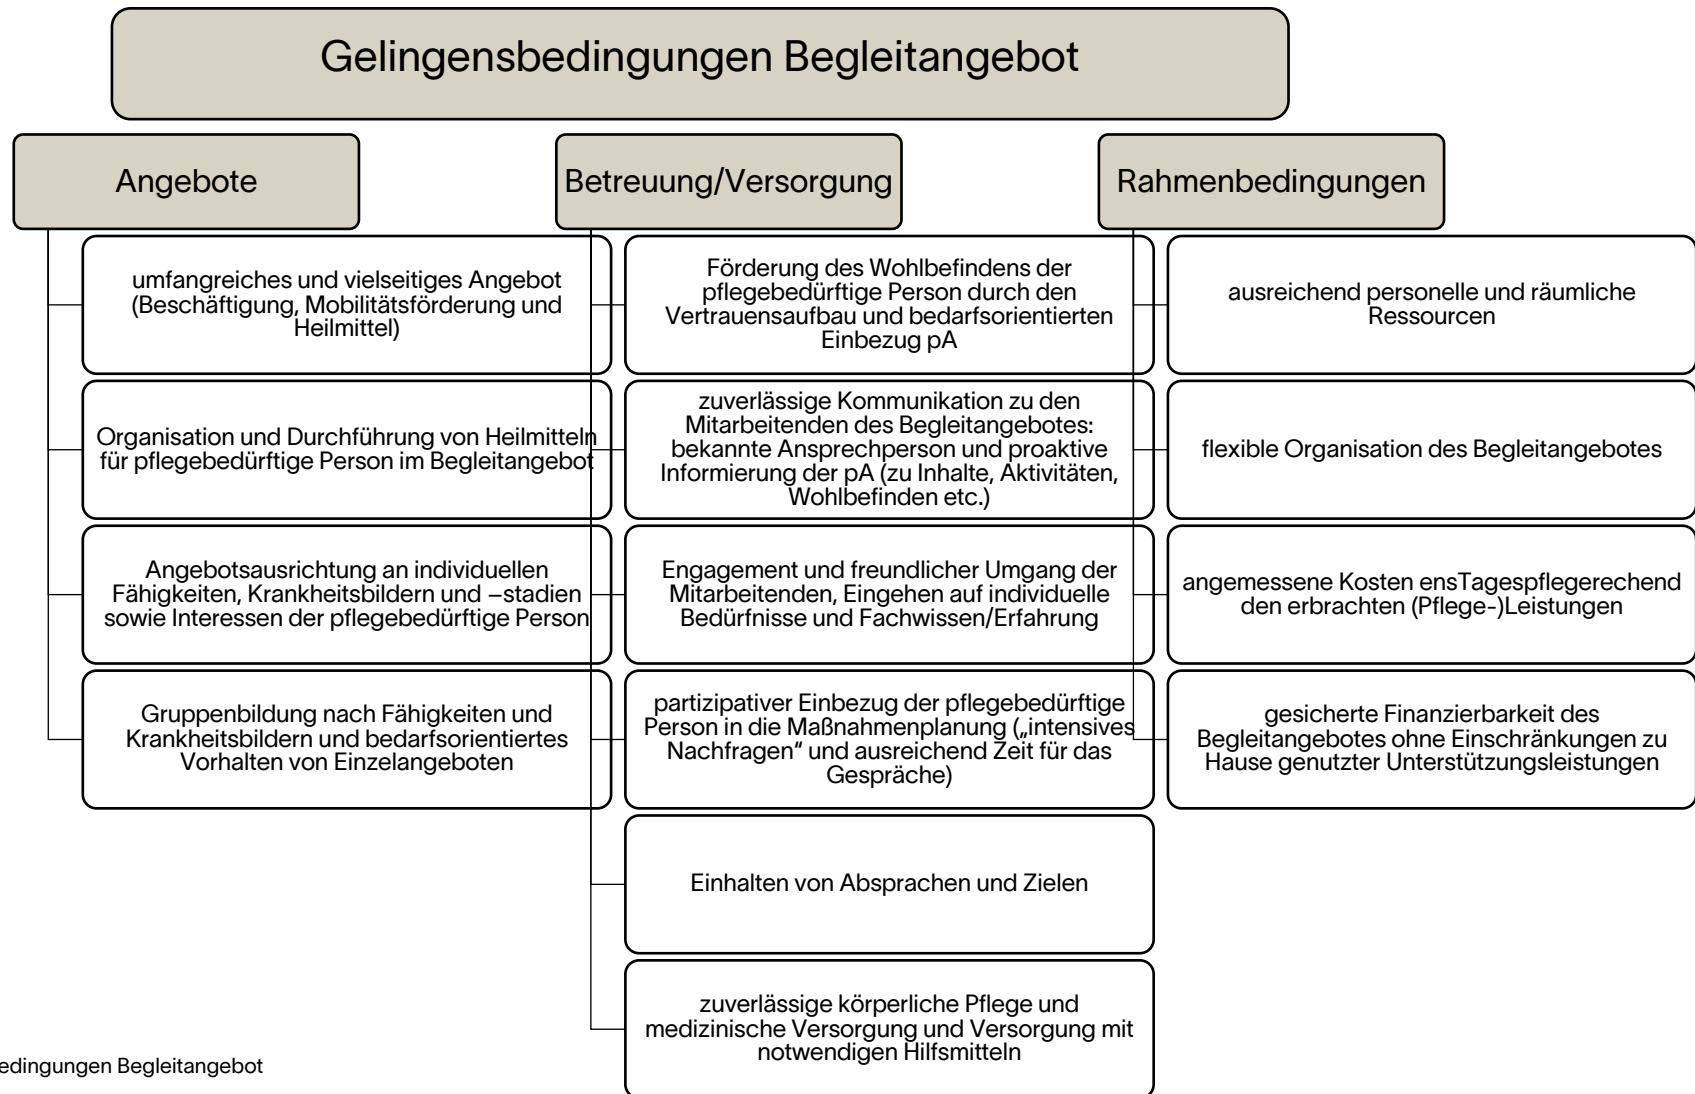 Gelingensbedingungen Begleitangebot
Angebote
umfangreiches und vielseitiges Angebot
(Beschäftigung, Mobilitätsförderung und
Heilmittel)
Organisation und Durchführung von Heilmitteln
für pflegebedürftige Person im Begleitangebot
Angebotsausrichtung an individuellen
Fähigkeiten, Krankheitsbildern und –stadien
sowie Interessen der pflegebedürftige Person
Gruppenbildung nach Fähigkeiten und
Krankheitsbildern und bedarfsorientiertes
Vorhalten von Einzelangeboten
Betreuung/Versorgung
Förderung des Wohlbefindens der
pflegebedürftige Person durch den
Vertrauensaufbau und bedarfsorientierten
Einbezug pA
zuverlässige Kommunikation zu den
Mitarbeitenden des Begleitangebotes:
bekannte Ansprechperson und proaktive
Informierung der pA (zu Inhalte, Aktivitäten,
Wohlbefinden etc.)
Engagement und freundlicher Umgang der
Mitarbeitenden, Eingehen auf individuelle
Bedürfnisse und Fachwissen/Erfahrung
partizipativer Einbezug der pflegebedürftige
Person in die Maßnahmenplanung („intensives
Nachfragen“ und ausreichend Zeit für das
Gespräche)
Einhalten von Absprachen und Zielen
zuverlässige körperliche Pflege und
medizinische Versorgung und Versorgung mit
notwendigen Hilfsmitteln
Rahmenbedingungen
ausreichend personelle und räumliche
Ressourcen
flexible Organisation des Begleitangebotes
angemessene Kosten ensTagespflegerechend
den erbrachten (Pflege-)Leistungen
gesicherte Finanzierbarkeit des
Begleitangebotes ohne Einschränkungen zu
Hause genutzter Unterstützungsleistungen
edingungen Begleitangebot